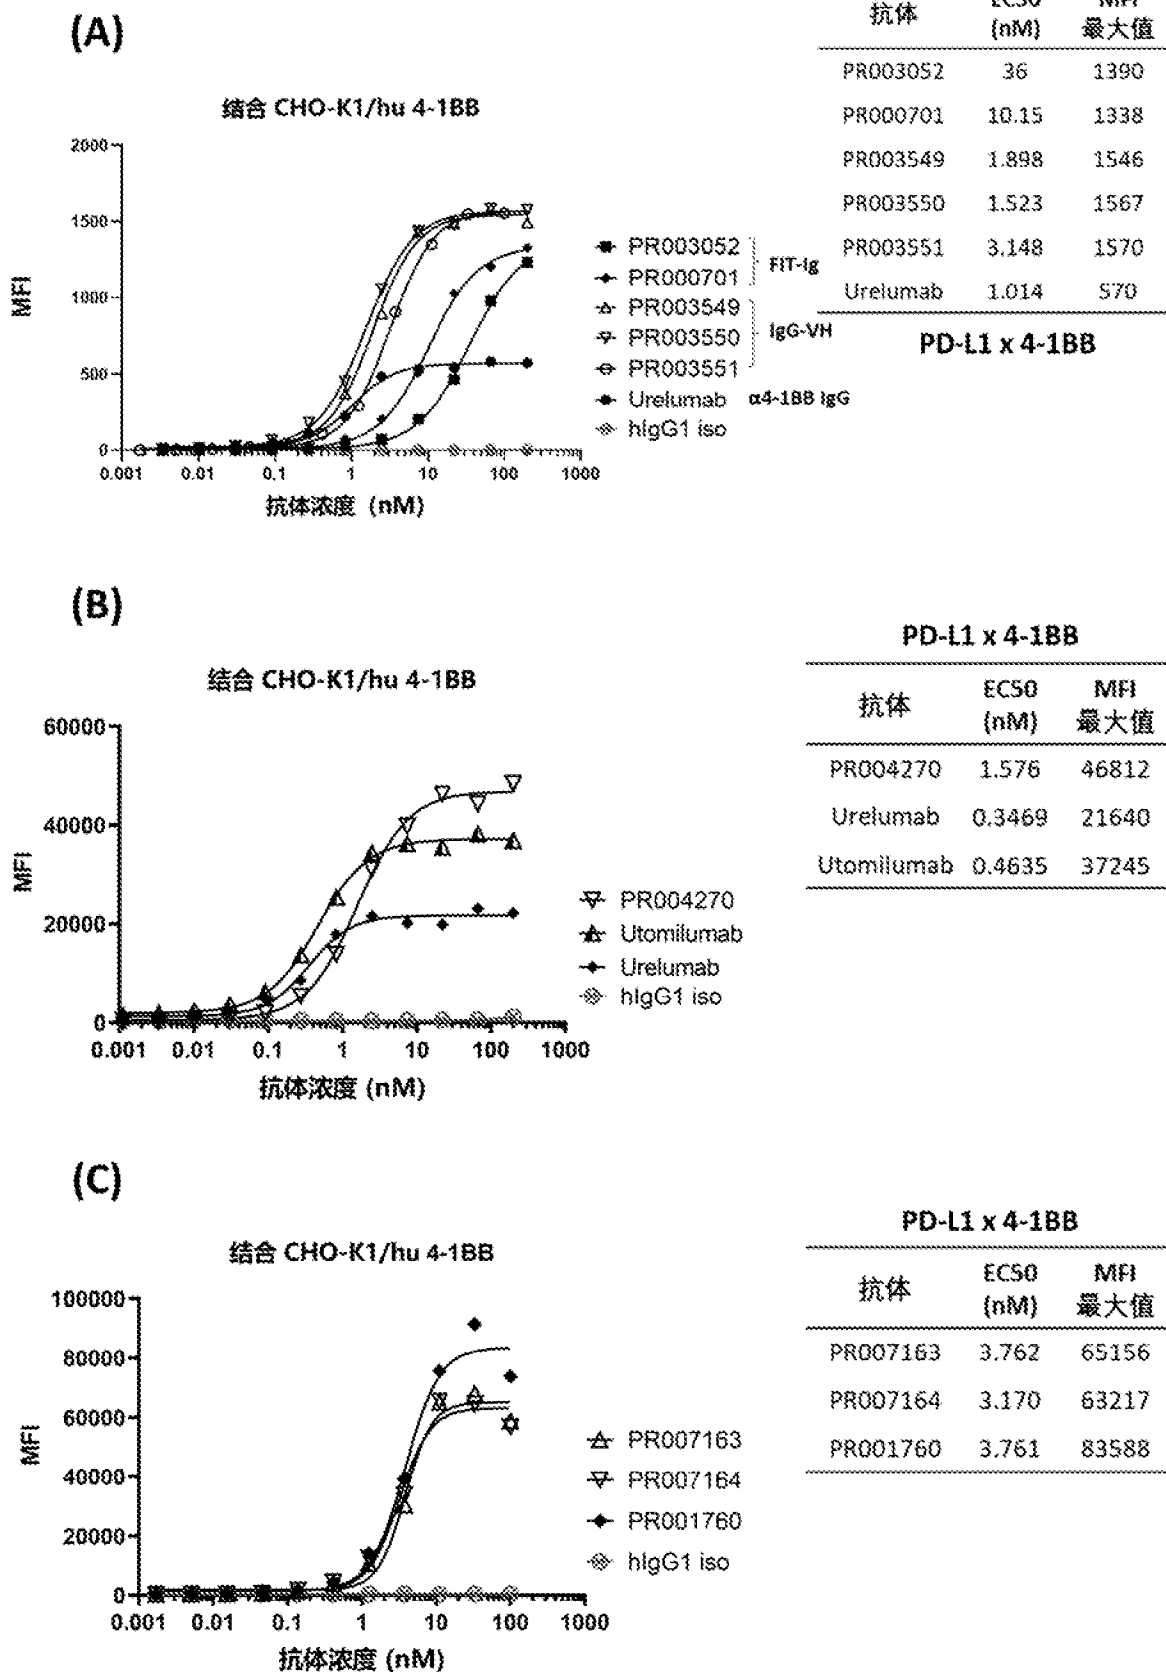 (A)
结合 CHO-K1/hu 4-1BB
2000
1500
1000
500
0
MFI
0.001
0.01
0.1
1
10
100
1000
抗体浓度 (nM)
PR003052
PR000701
FIT-Ig
PR003549
PR003550
IgG-VH
PR003551
Urelumab
α4-1BB IgG
hIgG1 iso
抗体 EC50 (nM) MFI 最大值
PR003052 36 1390
PR000701 10.15 1338
PR003549 1.898 1546
PR003550 1.523 1567
PR003551 3.148 1570
Urelumab 1.014 570
PD-L1 x 4-1BB
(B)
结合 CHO-K1/hu 4-1BB
60000
40000
20000
0
MFI
0.001
0.01
0.1
1
10
100
1000
抗体浓度 (nM)
PR004270
Utomilumab
Urelumab
hIgG1 iso
PD-L1 x 4-1BB
抗体 EC50 (nM) MFI 最大值
PR004270 1.576 46812
Urelumab 0.3469 21640
Utomilumab 0.4635 37245
(C)
结合 CHO-K1/hu 4-1BB
100000
80000
60000
40000
20000
0
MFI
0.001
0.01
0.1
1
10
100
1000
抗体浓度 (nM)
PR007163
PR007164
PR001760
hIgG1 iso
PD-L1 x 4-1BB
抗体 EC50 (nM) MFI 最大值
PR007163 3.762 65156
PR007164 3.170 63217
PR001760 3.761 83588